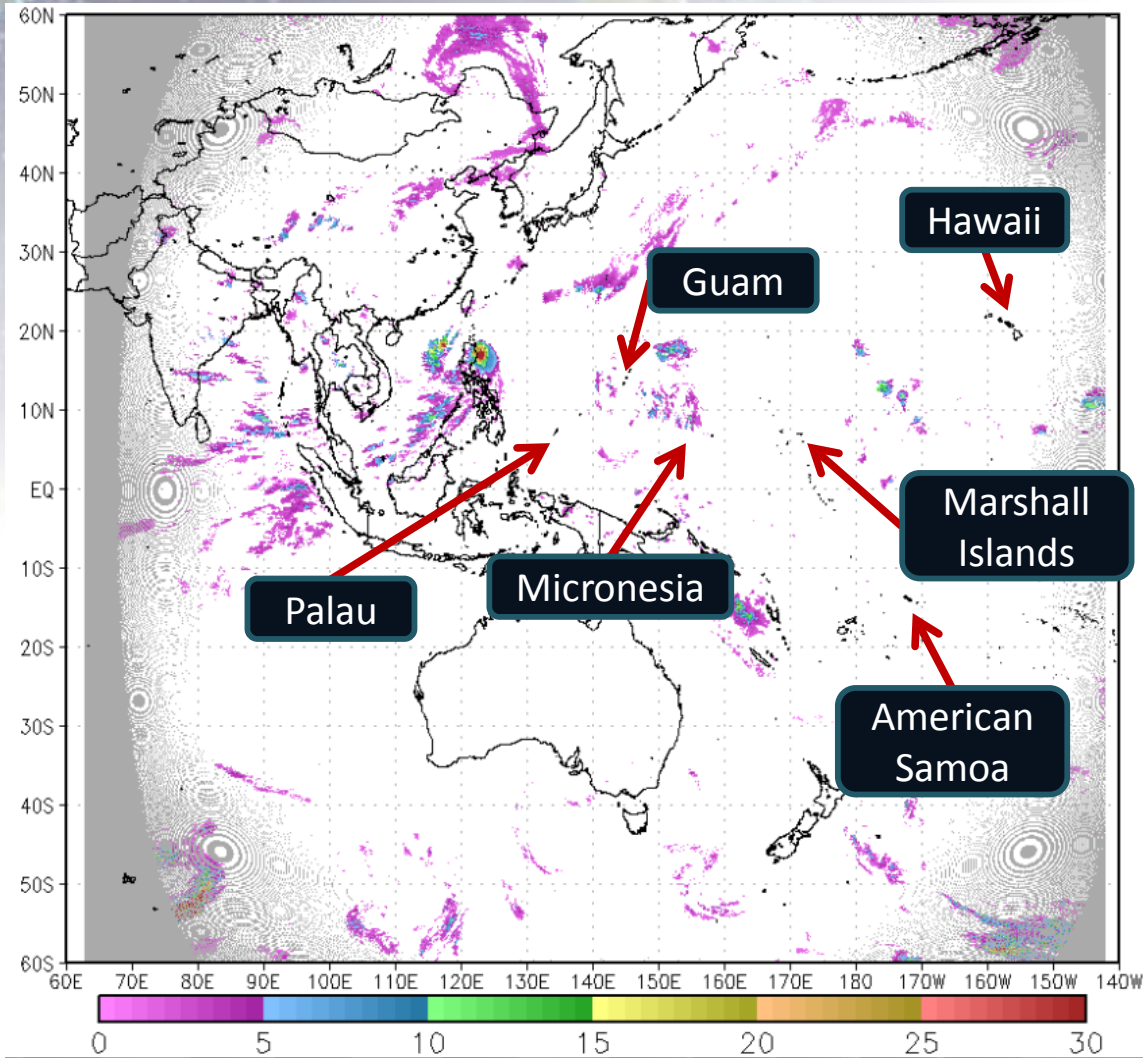 60N
50N
40N
30N
20N
10N
EQ
10S
20S
30S
40S
50S
60S
Hawaii
Guam
Marshall
Islands
Micronesia
Palau
American
Samoa
60E 70E 80E 90E 100E 110E 120E 130E 140E 150E 160E 170E 180 170W 160W 150W 140W
0 5 10 15 20 25 30